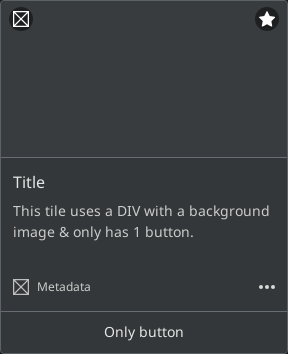 Title
This tile uses a DIV with a background
image & only has 1 button.
Metadata
Only button